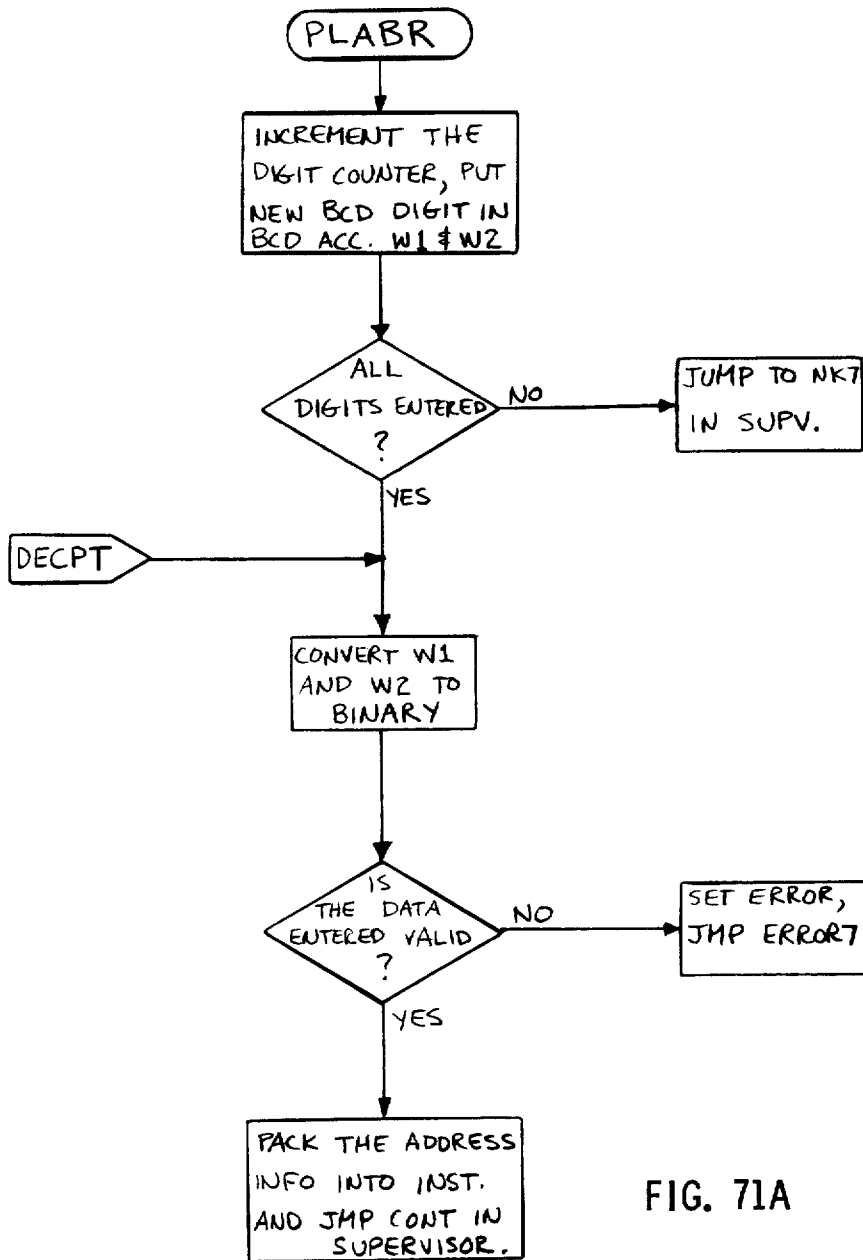 PLABR
INCREMENT THE
DIGIT COUNTER, PUT
NEW BCD DIGIT IN
BCD ACC. W1 & W2
ALL
DIGITS ENTERED
?
NO
JUMP TO NK7
IN SUPV.
YES
DECPT
CONVERT W1
AND W2 TO
BINARY
IS
THE DATA
ENTERED VALID
?
NO
SET ERROR,
JMP ERROR7
YES
PACK THE ADDRESS
INFO INTO INST.
AND JMP CONT IN
SUPERVISOR.
FIG. 71A